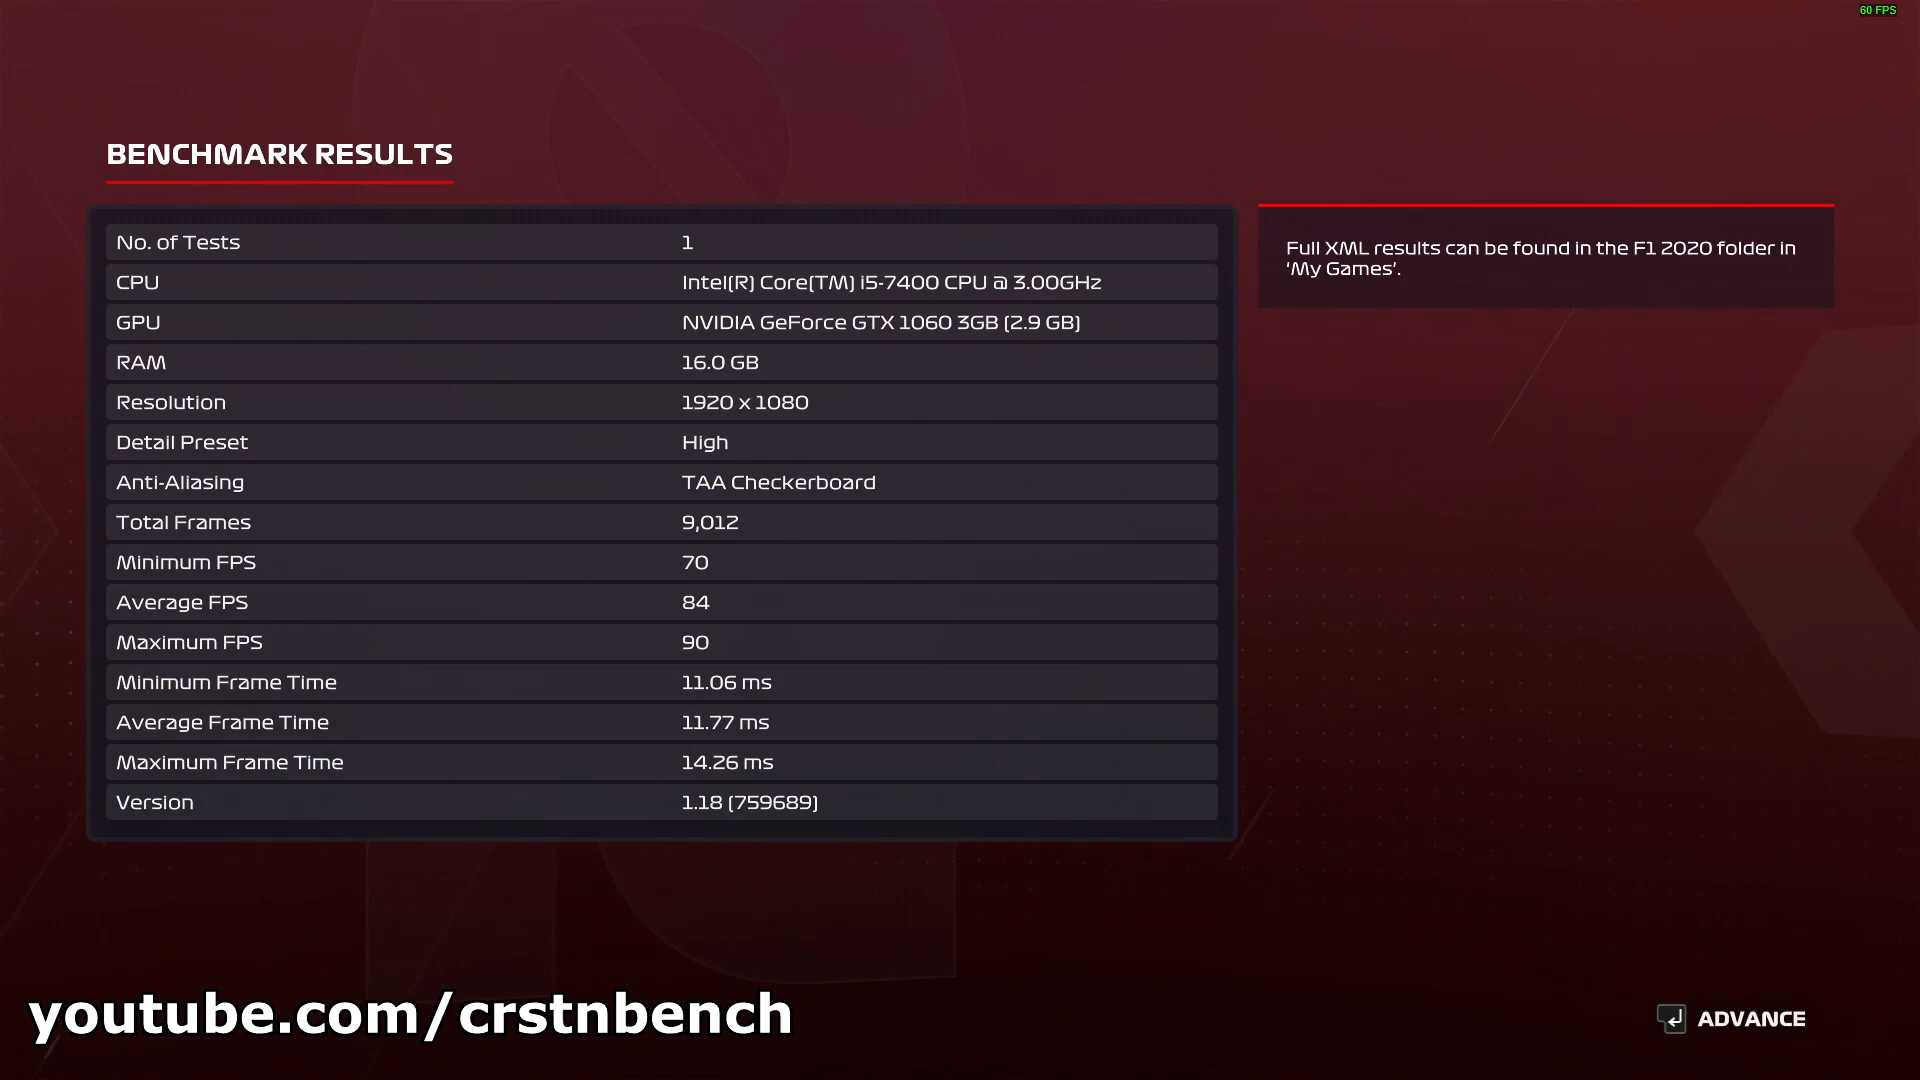 60 FPS
BENCHMARK RESULTS
No. of Tests 1
CPU Intel(R) Core(TM) i5-7400 CPU @ 3.00GHz
GPU NVIDIA GeForce GTX 1060 3GB (2.9 GB)
RAM 16.0 GB
Resolution 1920 x 1080
Detail Preset High
Anti-Aliasing TAA Checkerboard
Total Frames 9,012
Minimum FPS 70
Average FPS 84
Maximum FPS 90
Minimum Frame Time 11.06 ms
Average Frame Time 11.77 ms
Maximum Frame Time 14.26 ms
Version 1.18 (759689)
Full XML results can be found in the F1 2020 folder in
‘My Games’.
youtube.com/crstnbench
ADVANCE